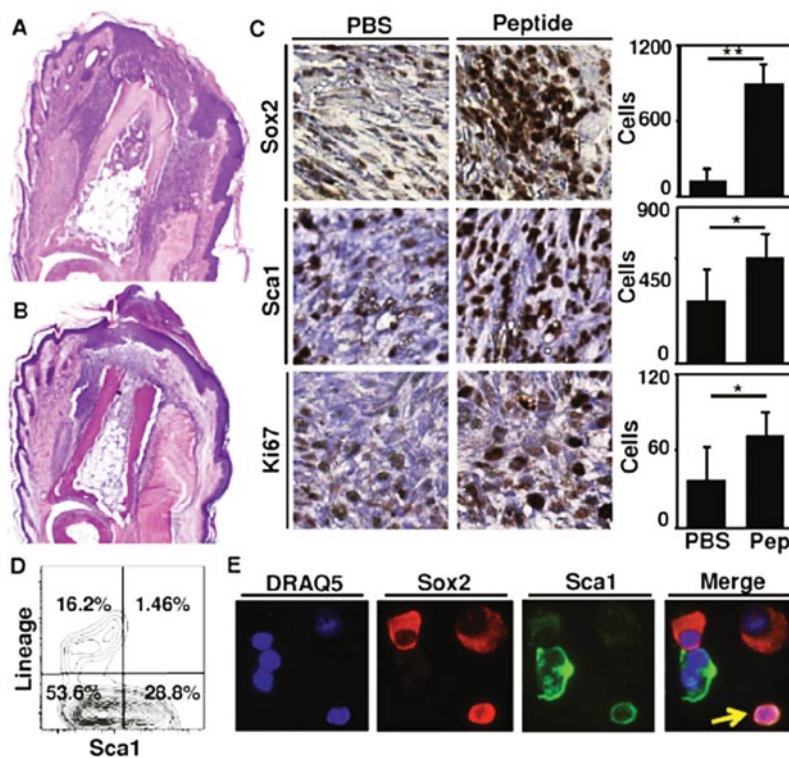 A
B
C
PBS Peptide
Sox2
Sca1
Ki67
Cells
1200
600
0
**
Cells
900
450
0
*
Cells
120
60
0
*
PBS Pep
D
16.2% 1.46%
53.6% 28.8%
Lineage
Sca1
E
DRAQ5 Sox2 Sca1 Merge